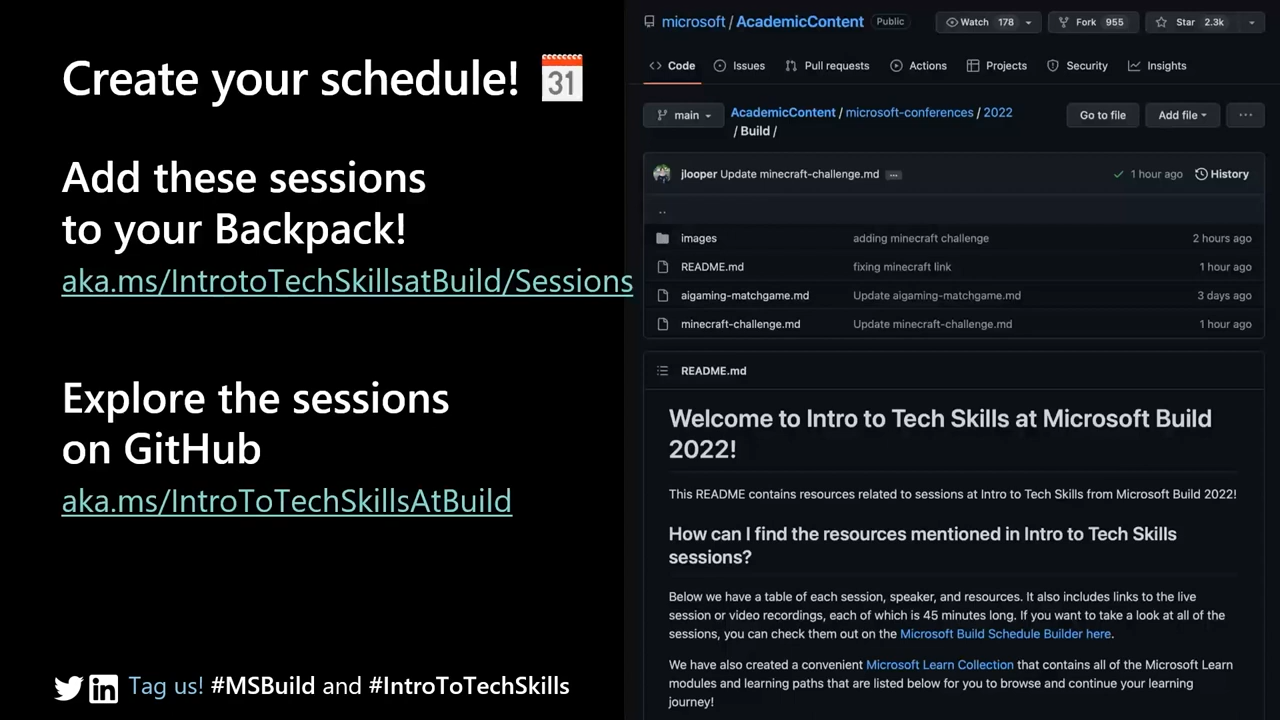 Create your schedule! 31
Add these sessions
to your Backpack!
aka.ms/IntrotoTechSkillsatBuild/Sessions
Explore the sessions
on GitHub
aka.ms/IntroToTechSkillsAtBuild
Tag us! #MSBuild and #IntroToTechSkills
microsoft / AcademicContent Public
Watch 178 Fork 955 Star 2.3k
Code Issues Pull requests Actions Projects Security Insights
main AcademicContent / microsoft-conferences / 2022
/ Build /
Go to file Add file ...
jlooper Update minecraft-challenge.md ... 1 hour ago History
..
images adding minecraft challenge 2 hours ago
README.md fixing minecraft link 1 hour ago
aigaming-matchgame.md Update aigaming-matchgame.md 3 days ago
minecraft-challenge.md Update minecraft-challenge.md 1 hour ago
README.md
Welcome to Intro to Tech Skills at Microsoft Build
2022!
This README contains resources related to sessions at Intro to Tech Skills from Microsoft Build 2022!
How can I find the resources mentioned in Intro to Tech Skills
sessions?
Below we have a table of each session, speaker, and resources. It also includes links to the live
session or video recordings, each of which is 45 minutes long. If you want to take a look at all of the
sessions, you can check them out on the Microsoft Build Schedule Builder here.
We have also created a convenient Microsoft Learn Collection that contains all of the Microsoft Learn
modules and learning paths that are listed below for you to browse and continue your learning
journey!